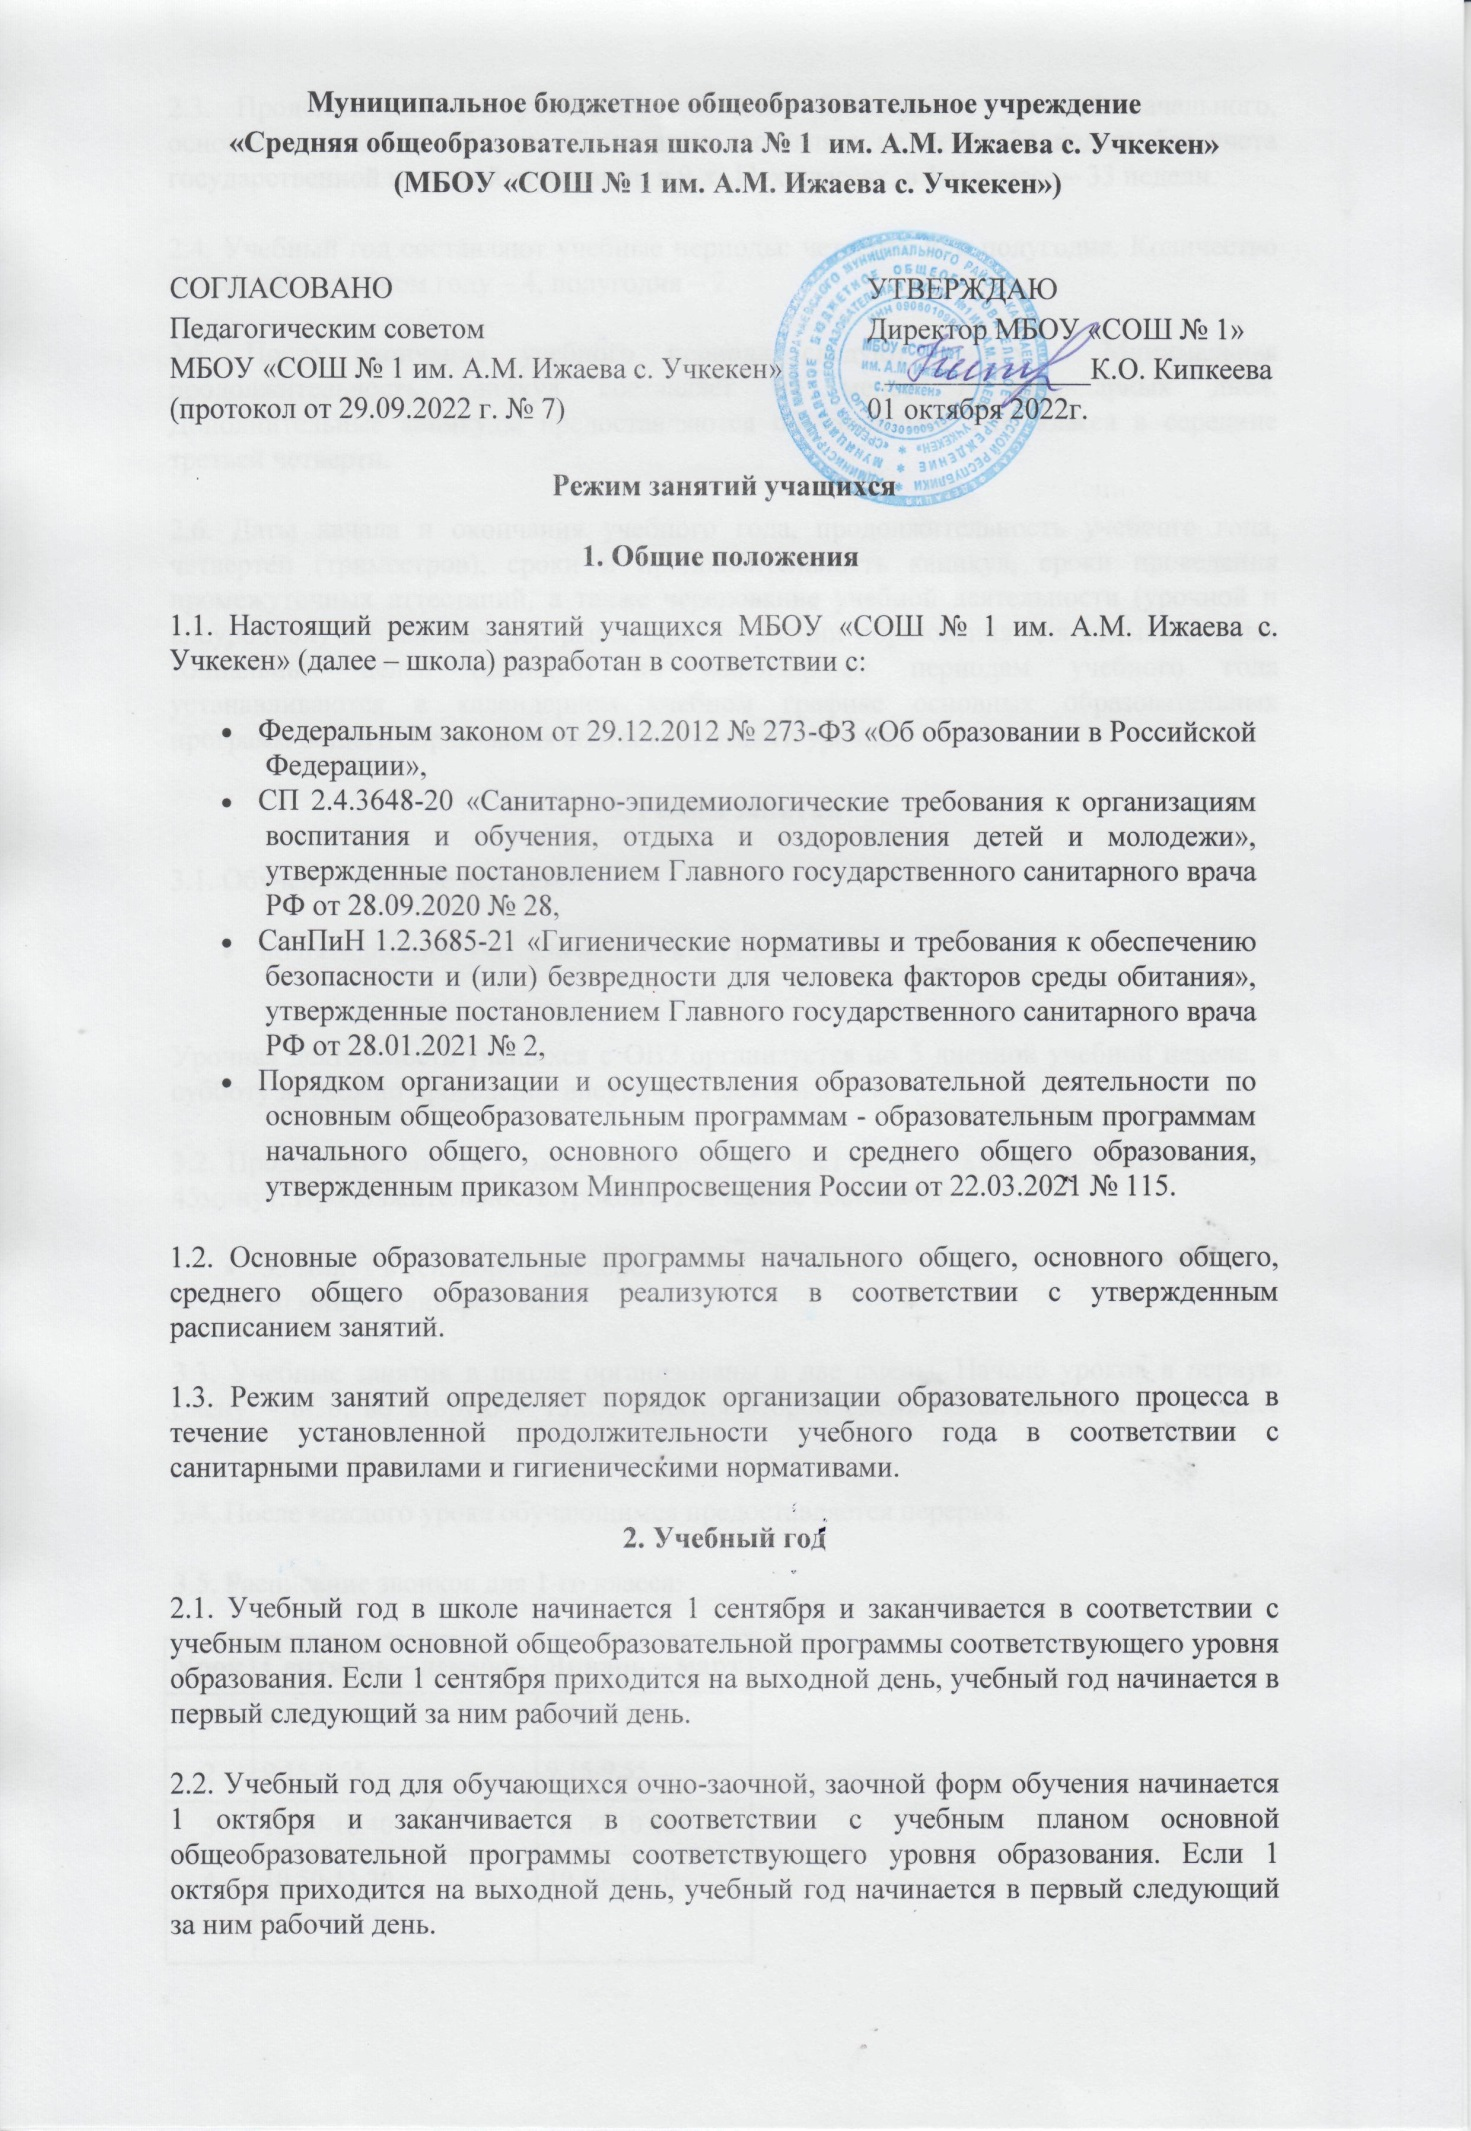 Муниципальное бюджетное общеобразовательное учреждение
«Средняя общеобразовательная школа № 1 им. А.М. Ижаева с. Учкекен»
(МБОУ «СОШ № 1 им. А.М. Ижаева с. Учкекен»)
СОГЛАСОВАНО
Педагогическим советом
МБОУ «СОШ № 1 им. А.М. Ижаева с. Учкекен»
(протокол от 29.09.2022 г. № 7)
УТВЕРЖДАЮ
Директор МБОУ «СОШ № 1»
К.О. Кипкеева
01 октября 2022г.
МБОУ «СОШ №1
им. А.М. Ижаева
с. Учкекен»
Режим занятий учащихся
1. Общие положения
1.1. Настоящий режим занятий учащихся МБОУ «СОШ № 1 им. А.М. Ижаева с.
Учкекен» (далее – школа) разработан в соответствии с:
• Федеральным законом от 29.12.2012 № 273-ФЗ «Об образовании в Российской
Федерации»,
• СП 2.4.3648-20 «Санитарно-эпидемиологические требования к организациям
воспитания и обучения, отдыха и оздоровления детей и молодежи»,
утвержденные постановлением Главного государственного санитарного врача
РФ от 28.09.2020 № 28,
• СанПиН 1.2.3685-21 «Гигиенические нормативы и требования к обеспечению
безопасности и (или) безвредности для человека факторов среды обитания»,
утвержденные постановлением Главного государственного санитарного врача
РФ от 28.01.2021 № 2,
• Порядком организации и осуществления образовательной деятельности по
основным общеобразовательным программам - образовательным программам
начального общего, основного общего и среднего общего образования,
утвержденным приказом Минпросвещения России от 22.03.2021 № 115.
1.2. Основные образовательные программы начального общего, основного общего,
среднего общего образования реализуются в соответствии с утвержденным
расписанием занятий.
1.3. Режим занятий определяет порядок организации образовательного процесса в
течение установленной продолжительности учебного года в соответствии с
санитарными правилами и гигиеническими нормативами.
2. Учебный год
2.1. Учебный год в школе начинается 1 сентября и заканчивается в соответствии с
учебным планом основной общеобразовательной программы соответствующего уровня
образования. Если 1 сентября приходится на выходной день, учебный год начинается в
первый следующий за ним рабочий день.
2.2. Учебный год для обучающихся очно-заочной, заочной форм обучения начинается
1 октября и заканчивается в соответствии с учебным планом основной
общеобразовательной программы соответствующего уровня образования. Если 1
октября приходится на выходной день, учебный год начинается в первый следующий
за ним рабочий день.